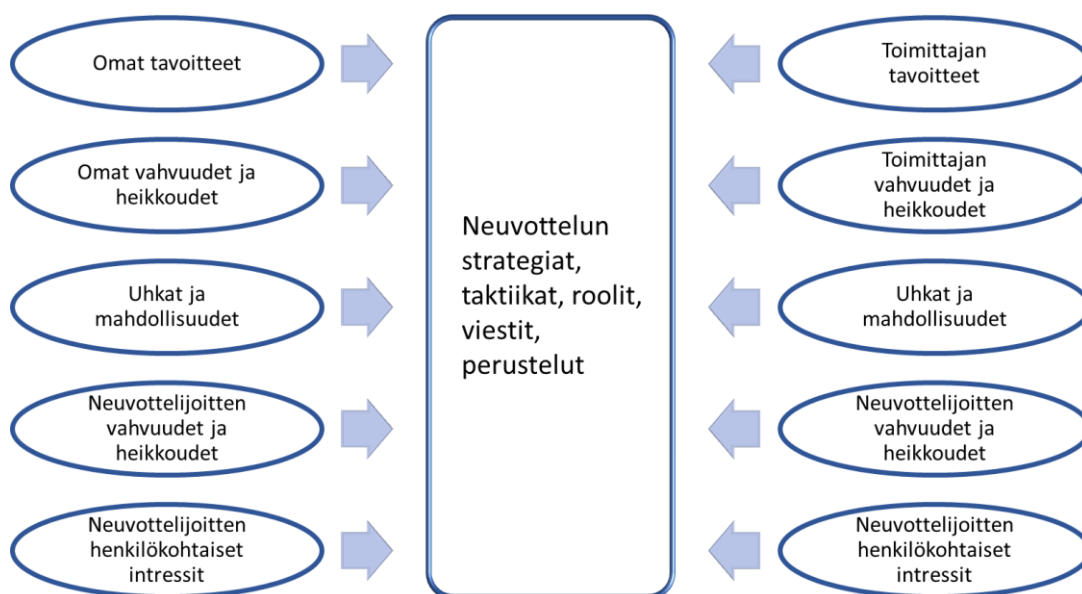 Omat tavoitteet
Omat vahvuudet ja
heikkoudet
Uhkat ja
mahdollisuudet
Neuvottelijoitten
vahvuudet ja
heikkoudet
Neuvottelijoitten
henkilökohtaiset
intressit
Neuvottelun
strategiat,
taktiikat, roolit,
viestit,
perustelut
Toimittajan
tavoitteet
Toimittajan
vahvuudet ja
heikkoudet
Uhkat ja
mahdollisuudet
Neuvottelijoitten
vahvuudet ja
heikkoudet
Neuvottelijoitten
henkilökohtaiset
intressit